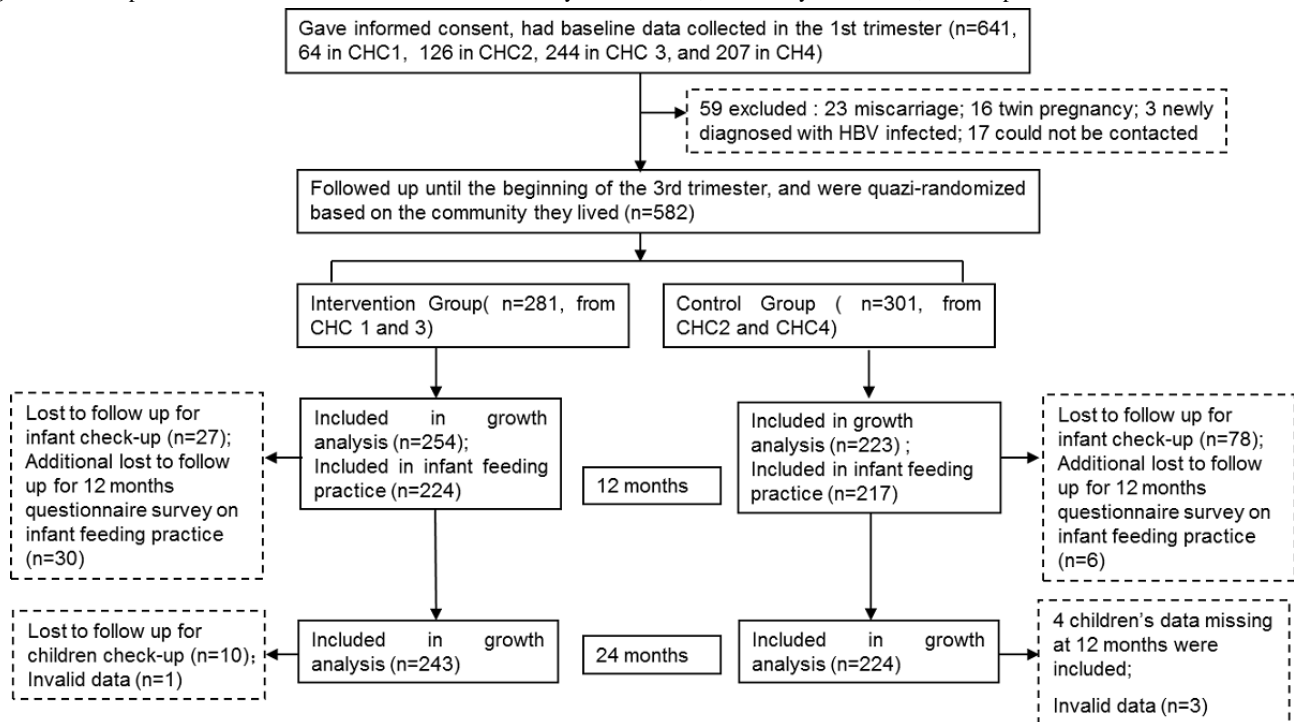 Gave informed consent, had baseline data collected in the 1st trimester (n=641,
64 in CHC1, 126 in CHC2, 244 in CHC 3, and 207 in CH4)
59 excluded : 23 miscarriage; 16 twin pregnancy; 3 newly
diagnosed with HBV infected; 17 could not be contacted
Followed up until the beginning of the 3rd trimester, and were quazi-randomized
based on the community they lived (n=582)
Intervention Group( n=281, from
CHC 1 and 3)
Control Group ( n=301, from
CHC2 and CHC4)
Lost to follow up for
infant check-up (n=27);
Additional lost to follow
up for 12 months
questionnaire survey on
infant feeding practice
(n=30)
Included in growth
analysis (n=254);
Included in infant feeding
practice (n=224)
12 months
Included in growth
analysis (n=223) ;
Included in infant feeding
practice (n=217)
Lost to follow up for
infant check-up (n=78);
Additional lost to follow
up for 12 months
questionnaire survey on
infant feeding practice
(n=6)
Lost to follow up for
children check-up (n=10);
Invalid data (n=1)
Included in growth
analysis (n=243)
24 months
Included in growth
analysis (n=224)
4 children's data missing
at 12 months were
included;
Invalid data (n=3)